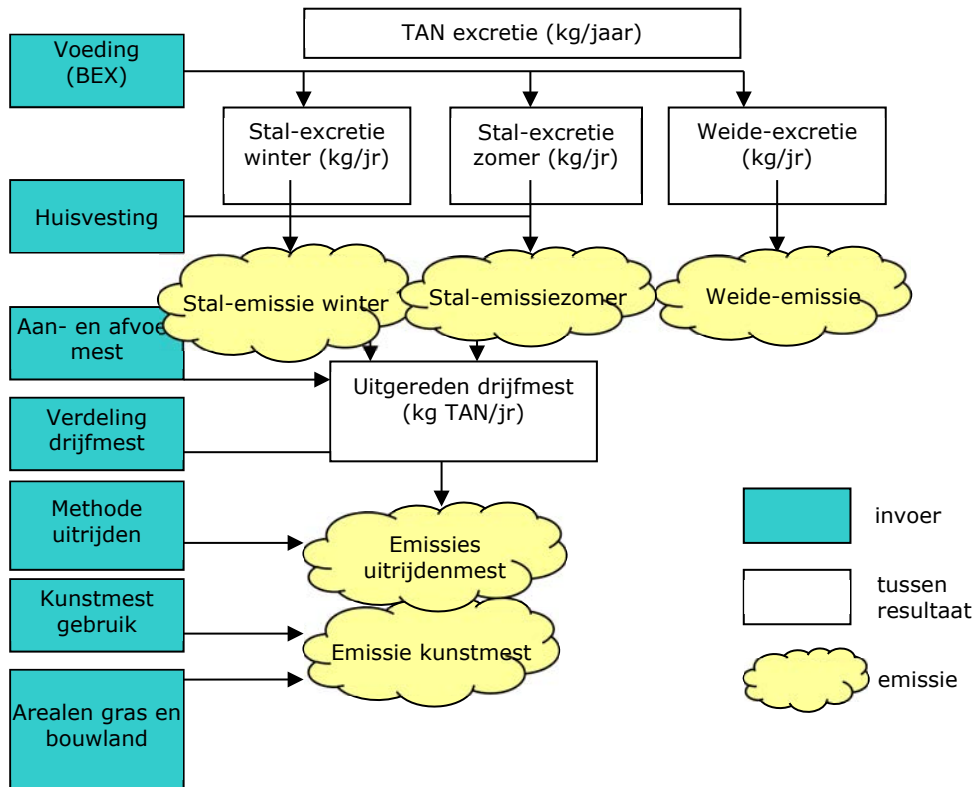 TAN excretie (kg/jaar)
Voeding
(BEX)
Stal-excretie
winter (kg/jr)
Stal-excretie
zomer (kg/jr)
Weide-excretie
(kg/jr)
Huisvesting
Stal-emissie winter
Stal-emissiezomer
Weide-emissie
Aan- en afvoe
mest
Uitgereden drijfmest
(kg TAN/jr)
Verdeling
drijfmest
Methode
uitrijden
Emissies
uitrijdenmest
Kunstmest
gebruik
Emissie kunstmest
Arealen gras en
bouwland
invoer
tussen
resultaat
emissie